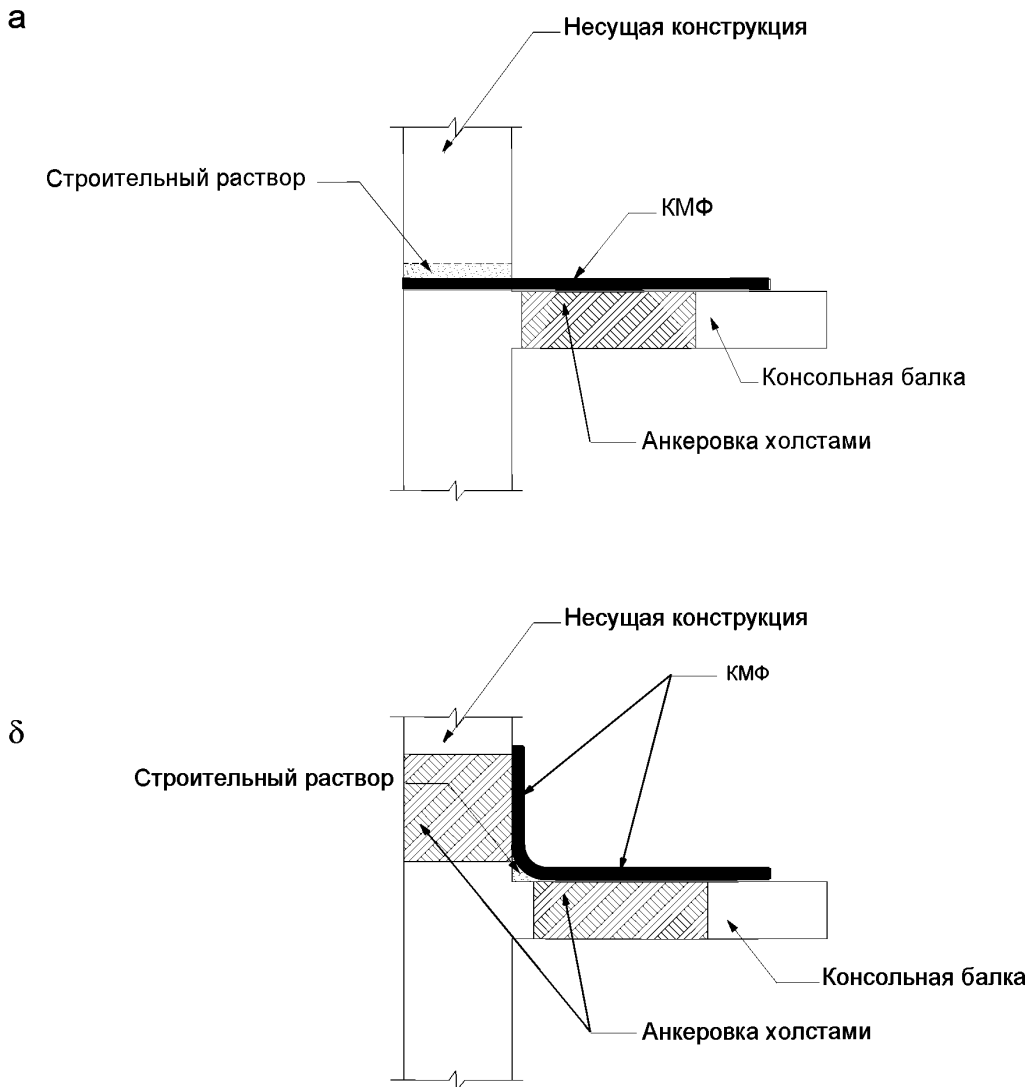 а
Несущая конструкция
Строительный раствор
КМФ
Консольная балка
Анкеровка холстами
Несущая конструкция
КМФ
δ
Строительный раствор
Консольная балка
Анкеровка холстами